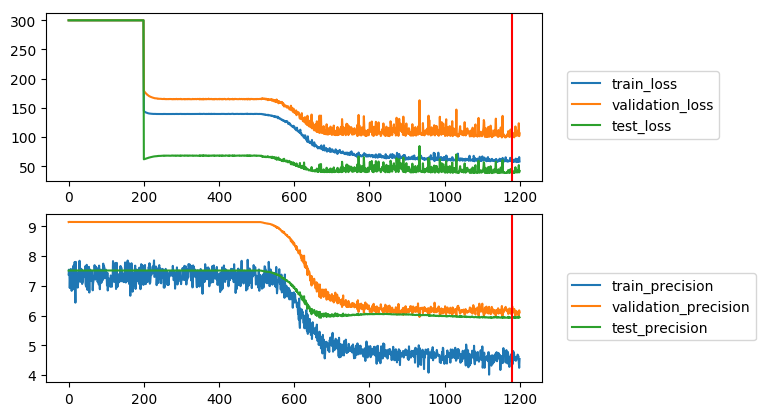 300
250
200
150
100
50
0 200 400 600 800 1000 1200
train_loss
validation_loss
test_loss
9
8
7
6
5
4
0 200 400 600 800 1000 1200
train_precision
validation_precision
test_precision